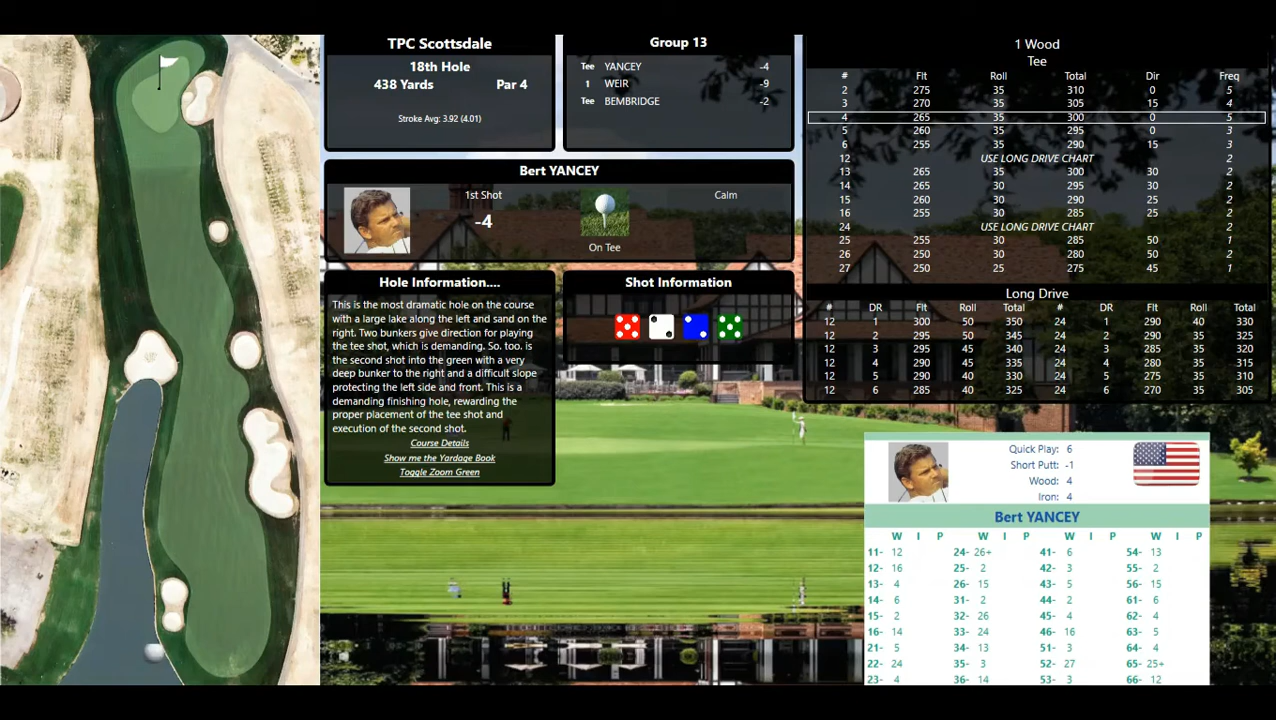 TPC Scottsdale
18th Hole
438 Yards Par 4
Stroke Avg: 3.92 (4.01)
Group 13
Tee YANCEY -4
1 WEIR -9
Tee BEMBRIDGE -2
Bert YANCEY
1st Shot
-4
On Tee
Calm
Hole Information....
This is the most dramatic hole on the course
with a large lake along the left and sand on the
right. Two bunkers give direction for playing
the tee shot, which is demanding. So. too. is
the second shot into the green with a very
deep bunker to the right and a difficult slope
protecting the left side and front. This is a
demanding finishing hole, rewarding the
proper placement of the tee shot and
execution of the second shot.
Course Details
Show me the Yardage Book
Toggle Zoom Green
Shot Information
1 Wood
Tee
# Flt Roll Total Dir Freq
2 275 35 310 0 5
3 270 35 305 15 4
4 265 35 300 0 5
5 260 35 295 0 3
6 255 35 290 15 3
12 USE LONG DRIVE CHART 2
13 265 35 300 30 2
14 265 30 295 30 2
15 260 30 290 25 2
16 255 30 285 25 2
24 USE LONG DRIVE CHART 2
25 255 30 285 50 1
26 250 30 280 50 2
27 250 25 275 45 1
Long Drive
# DR Flt Roll Total # DR Flt Roll Total
12 1 300 50 350 24 1 290 40 330
12 2 295 50 345 24 2 290 35 325
12 3 295 45 340 24 3 285 35 320
12 4 290 45 335 24 4 280 35 315
12 5 290 40 330 24 5 275 35 310
12 6 285 40 325 24 6 270 35 305
Quick Play: 6
Short Putt: -1
Wood: 4
Iron: 4
Bert YANCEY
W I P W I P W I P W I P
11- 12 24- 26+ 41- 6 54- 13
12- 16 25- 2 42- 3 55- 2
13- 4 26- 15 43- 5 56- 15
14- 6 31- 2 44- 2 61- 6
15- 2 32- 26 45- 4 62- 4
16- 14 33- 24 46- 16 63- 5
21- 5 34- 13 51- 3 64- 4
22- 24 35- 3 52- 27 65- 25+
23- 4 36- 14 53- 3 66- 12